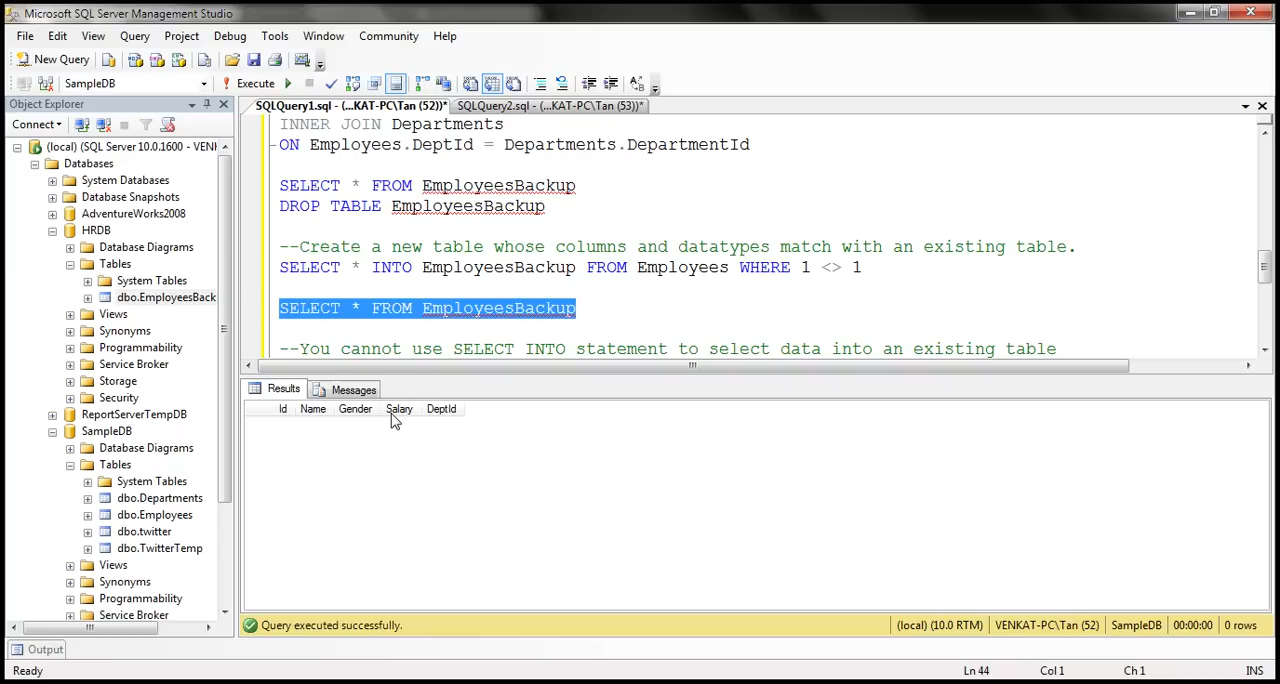 Microsoft SQL Server Management Studio
File Edit View Query Project Debug Tools Window Community Help
New Query
SampleDB Execute
Object Explorer
SQLQuery1.sql - (...KAT-PC\Tan (52))* SQLQuery2.sql - (...KAT-PC\Tan (53))*
Connect
(local) (SQL Server 10.0.1600 - VENK
Databases
System Databases
Database Snapshots
AdventureWorks2008
HRDB
Database Diagrams
Tables
System Tables
dbo.EmployeesBack
Views
Synonyms
Programmability
Service Broker
Storage
Security
ReportServerTempDB
SampleDB
Database Diagrams
Tables
System Tables
dbo.Departments
dbo.Employees
dbo.twitter
dbo.TwitterTemp
Views
Synonyms
Programmability
Service Broker
INNER JOIN Departments
ON Employees.DeptId = Departments.DepartmentId
SELECT * FROM EmployeesBackup
DROP TABLE EmployeesBackup
--Create a new table whose columns and datatypes match with an existing table.
SELECT * INTO EmployeesBackup FROM Employees WHERE 1 <> 1
SELECT * FROM EmployeesBackup
--You cannot use SELECT INTO statement to select data into an existing table
Results Messages
Id Name Gender Salary DeptId
Query executed successfully. (local) (10.0 RTM) VENKAT-PC\Tan (52) SampleDB 00:00:00 0 rows
Output
Ready Ln 44 Col 1 Ch 1 INS